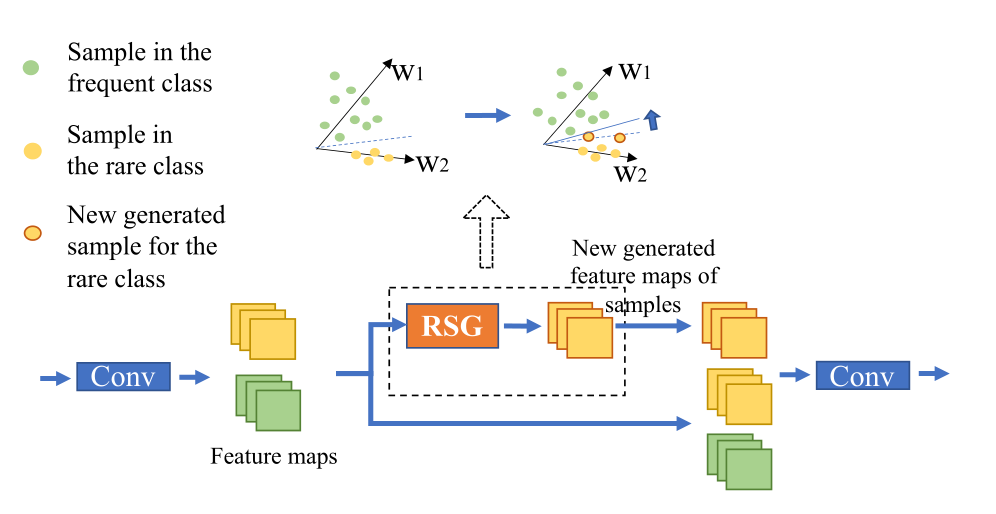 Sample in the
frequent class
Sample in
the rare class
New generated
sample for the
rare class
W1
W2
W1
W2
New generated
feature maps of
samples
RSG
Conv
Conv
Feature maps